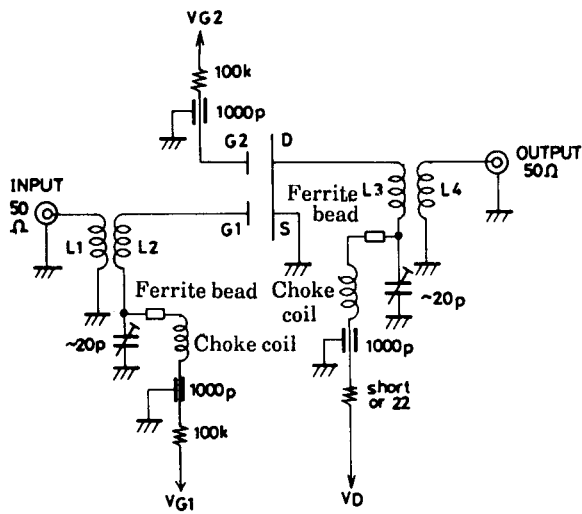 VG2
100k
1000p
G2 D
INPUT
50
Ω
L1 L2
G1 S
Ferrite
bead
L3 L4
OUTPUT
50Ω
Ferrite bead
~20p
Choke coil
1000p
100k
VG1
Choke
coil
~20p
1000p
short
or 22
VD